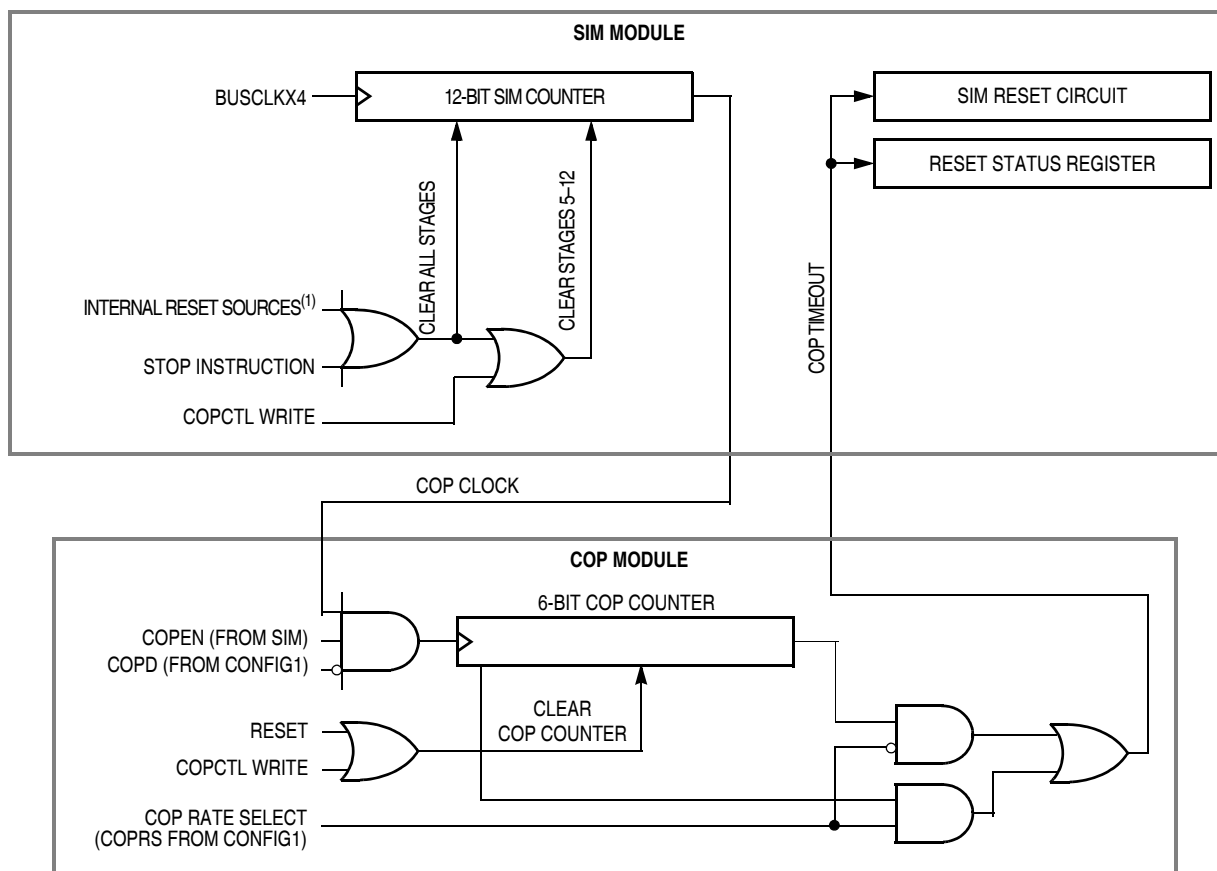 SIM MODULE
BUSCLKX4
12-BIT SIM COUNTER
SIM RESET CIRCUIT
RESET STATUS REGISTER
CLEAR ALL STAGES
CLEAR STAGES 5–12
COP TIMEOUT
INTERNAL RESET SOURCES(1)
STOP INSTRUCTION
COPCTL WRITE
COP CLOCK
COP MODULE
6-BIT COP COUNTER
COPEN (FROM SIM)
COPD (FROM CONFIG1)
CLEAR
COP COUNTER
RESET
COPCTL WRITE
COP RATE SELECT
(COPRS FROM CONFIG1)